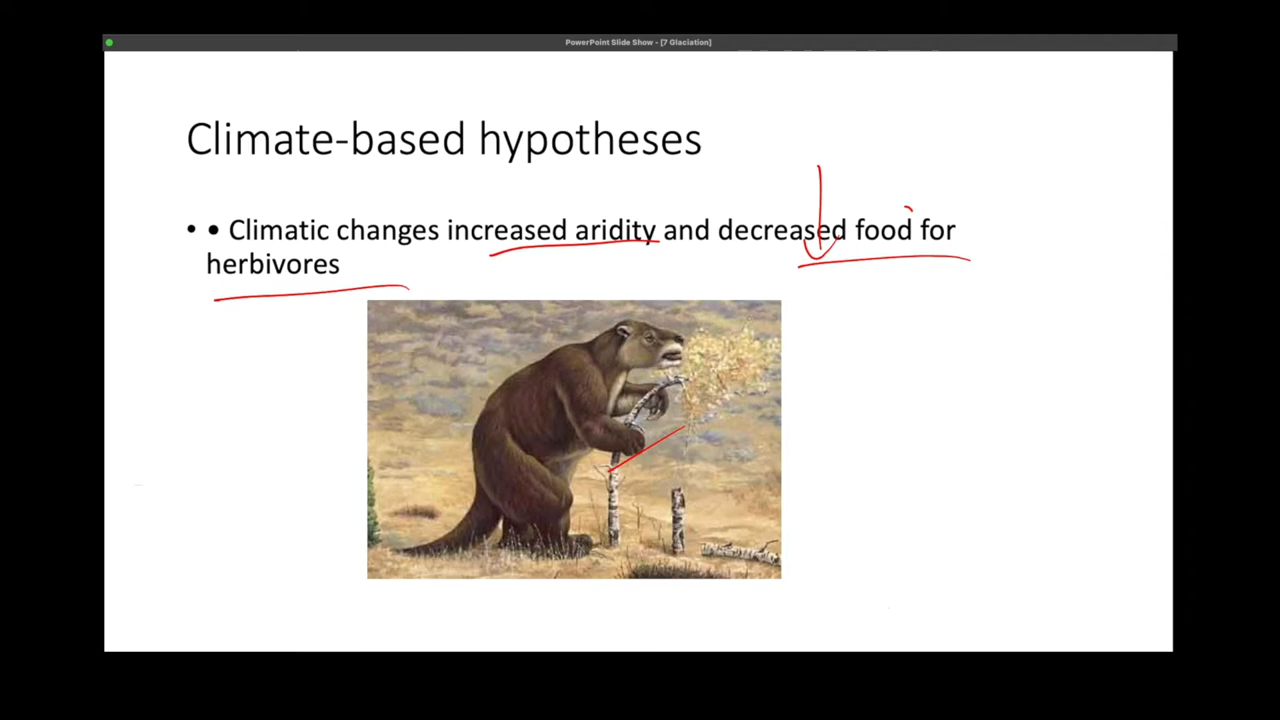 PowerPoint Slide Show - [7 Glaciation]
Climate-based hypotheses
• • Climatic changes increased aridity and decreased food for
herbivores